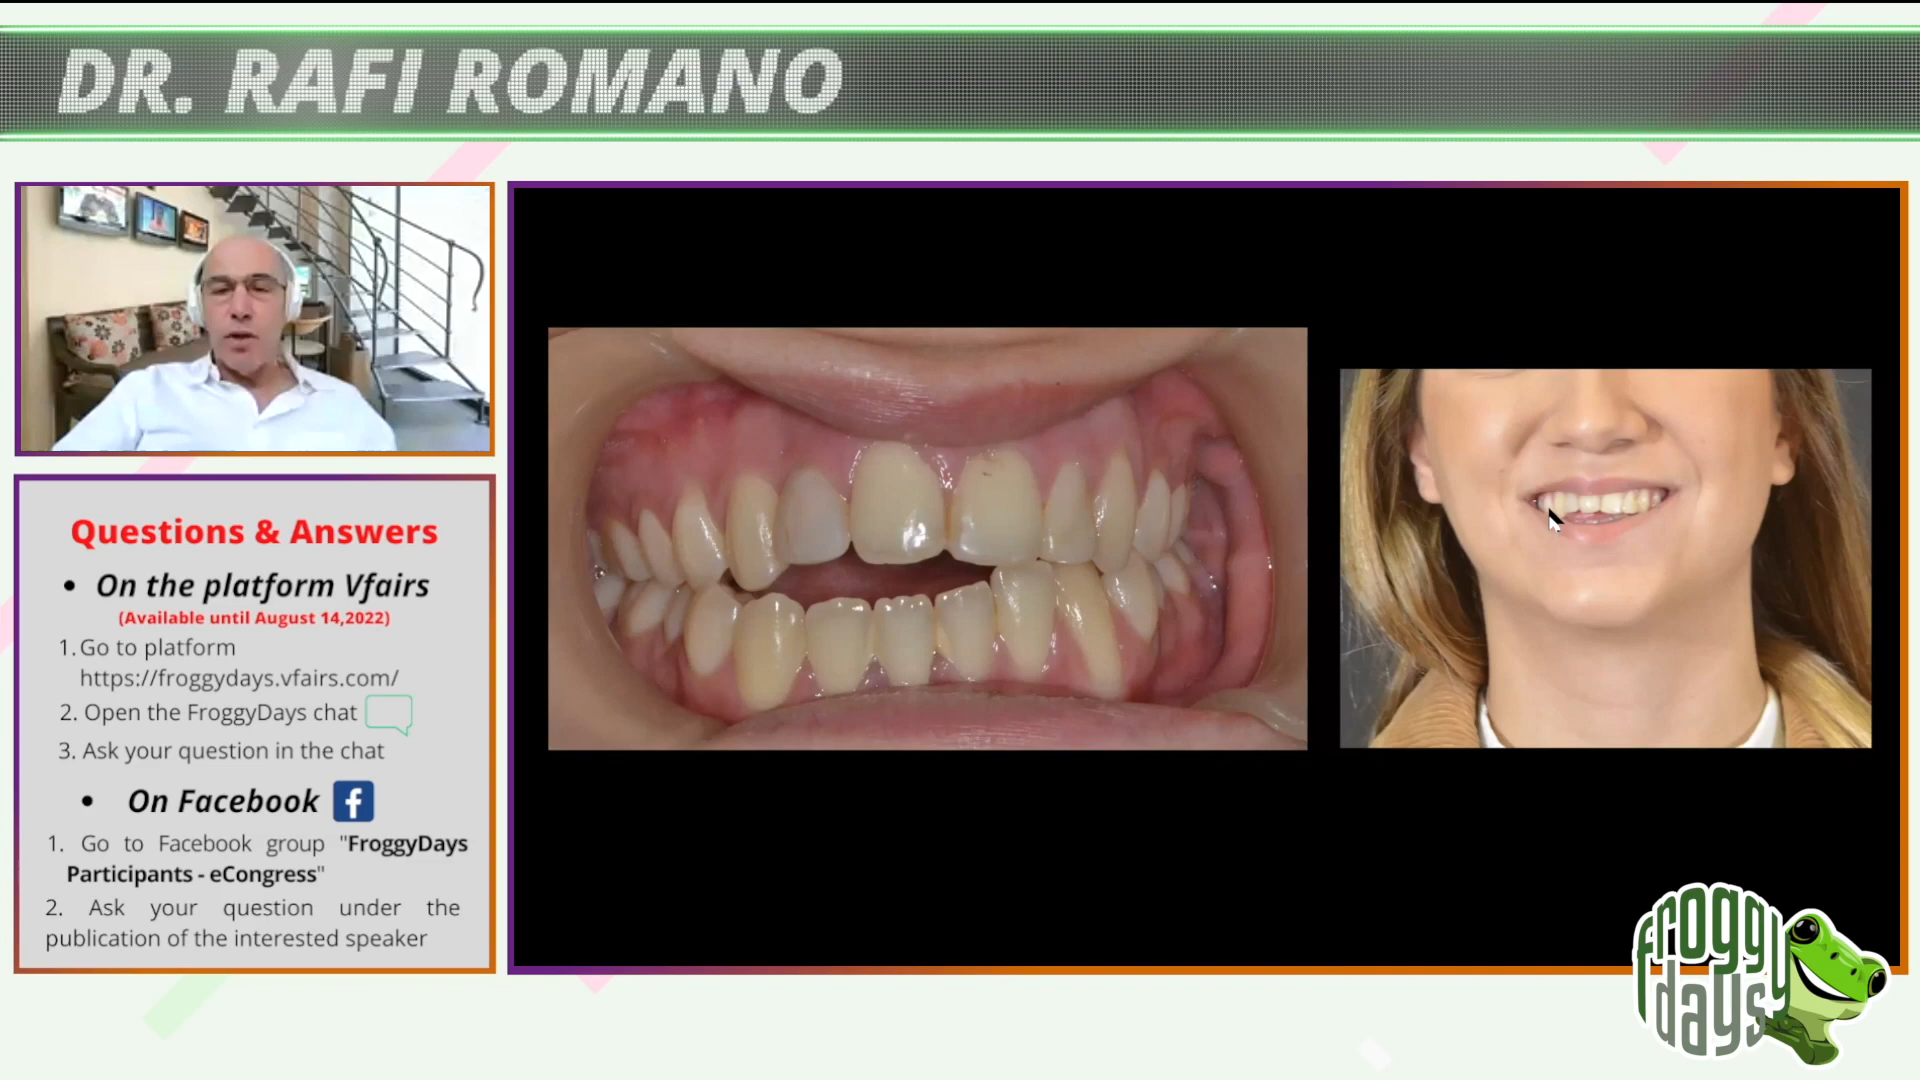 DR. RAFI ROMANO
Questions & Answers
• On the platform Vfairs
(Available until August 14,2022)
1. Go to platform
https://froggydays.vfairs.com/
2. Open the FroggyDays chat
3. Ask your question in the chat
• On Facebook
1. Go to Facebook group "FroggyDays
Participants - eCongress"
2. Ask your question under the
publication of the interested speaker
froggy
days